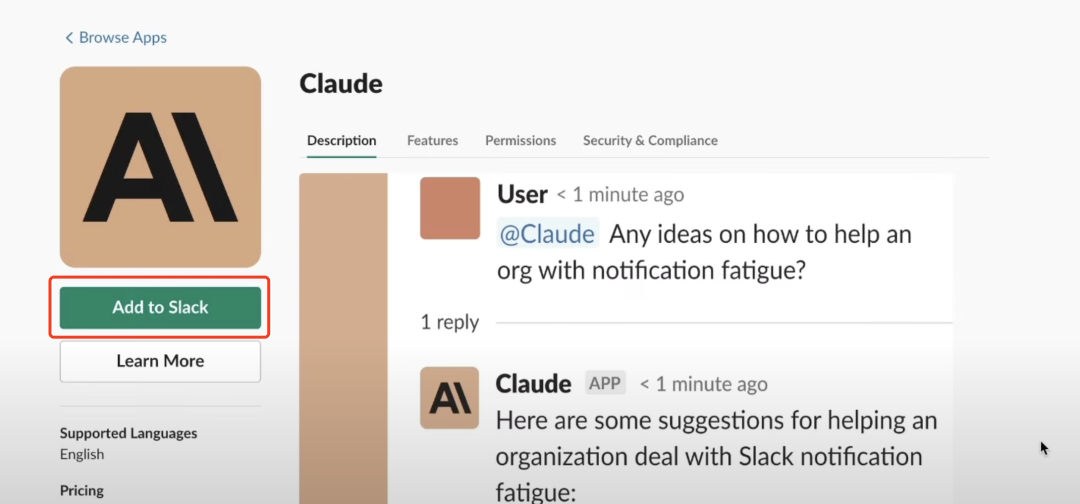 Browse Apps
Claude
Description Features Permissions Security & Compliance
User < 1 minute ago
@Claude Any ideas on how to help an
org with notification fatigue?
1 reply
Claude APP < 1 minute ago
Here are some suggestions for helping an
organization deal with Slack notification
fatigue:
Add to Slack
Learn More
Supported Languages
English
Pricing